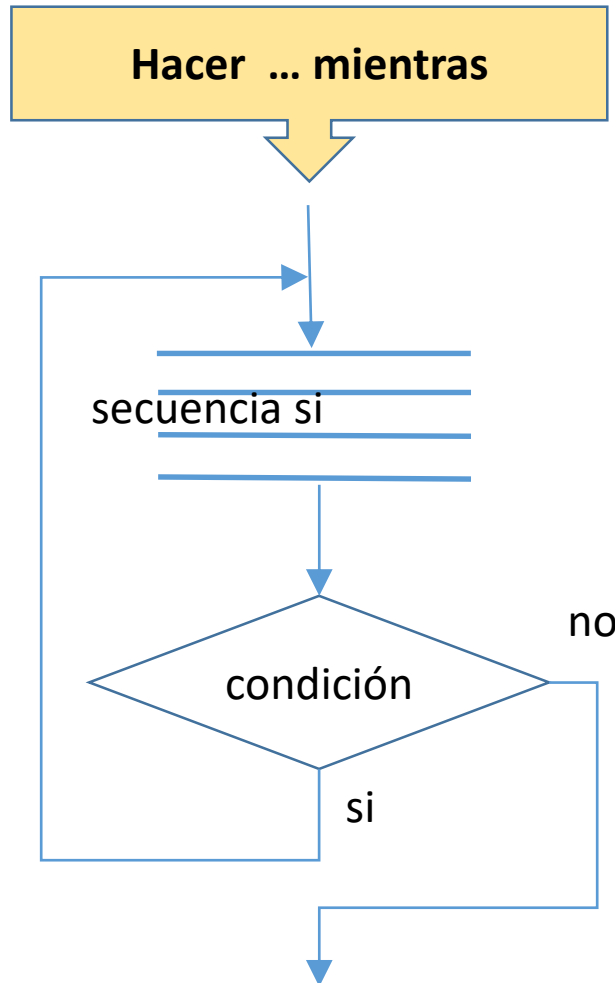 Hacer … mientras
secuencia si
no
condición
si